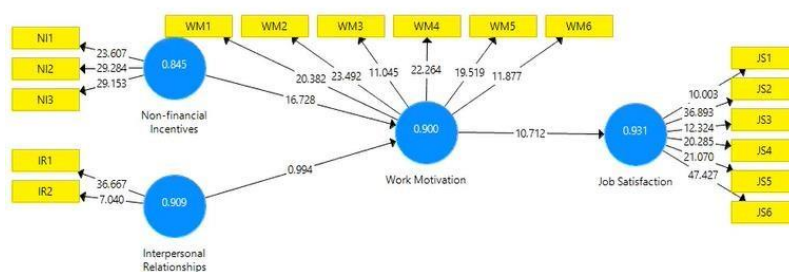 WM1
WM2
WM3
WM4
WM5
WM6
NI1
NI2
NI3
23.607
29.284
29.153
0.845
Non-financial
Incentives
20.382
23.492
11.045
22.264
19.519
11.877
16.728
0.900
Work Motivation
10.712
0.931
Job Satisfaction
10.003
36.893
12.324
20.285
21.070
47.427
JS1
JS2
JS3
JS4
JS5
JS6
IR1
IR2
36.667
7.040
0.909
Interpersonal
Relationships
0.994